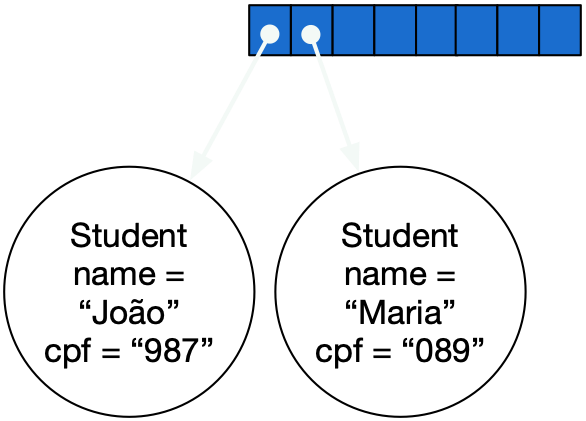 Student
name =
“João”
cpf = “987”
Student
name =
“Maria”
cpf = “089”